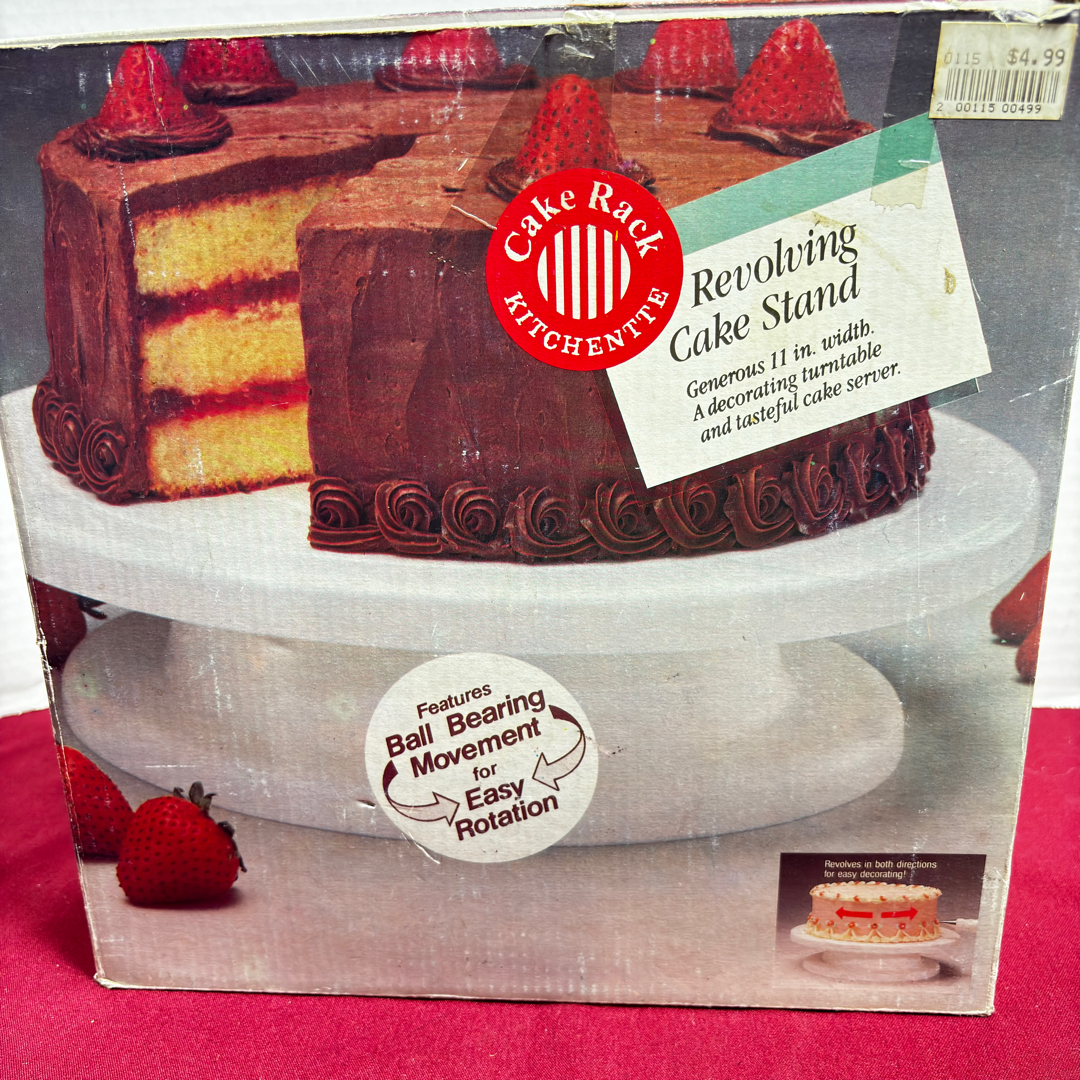 0115 $4.99
2 00115 00499
Cake Rack
KITCHENTTE
Revolving
Cake Stand
Generous 11 in. width.
A decorating turntable
and tasteful cake server.
Features
Ball Bearing
Movement
for
Easy
Rotation
Revolves in both directions
for easy decorating!